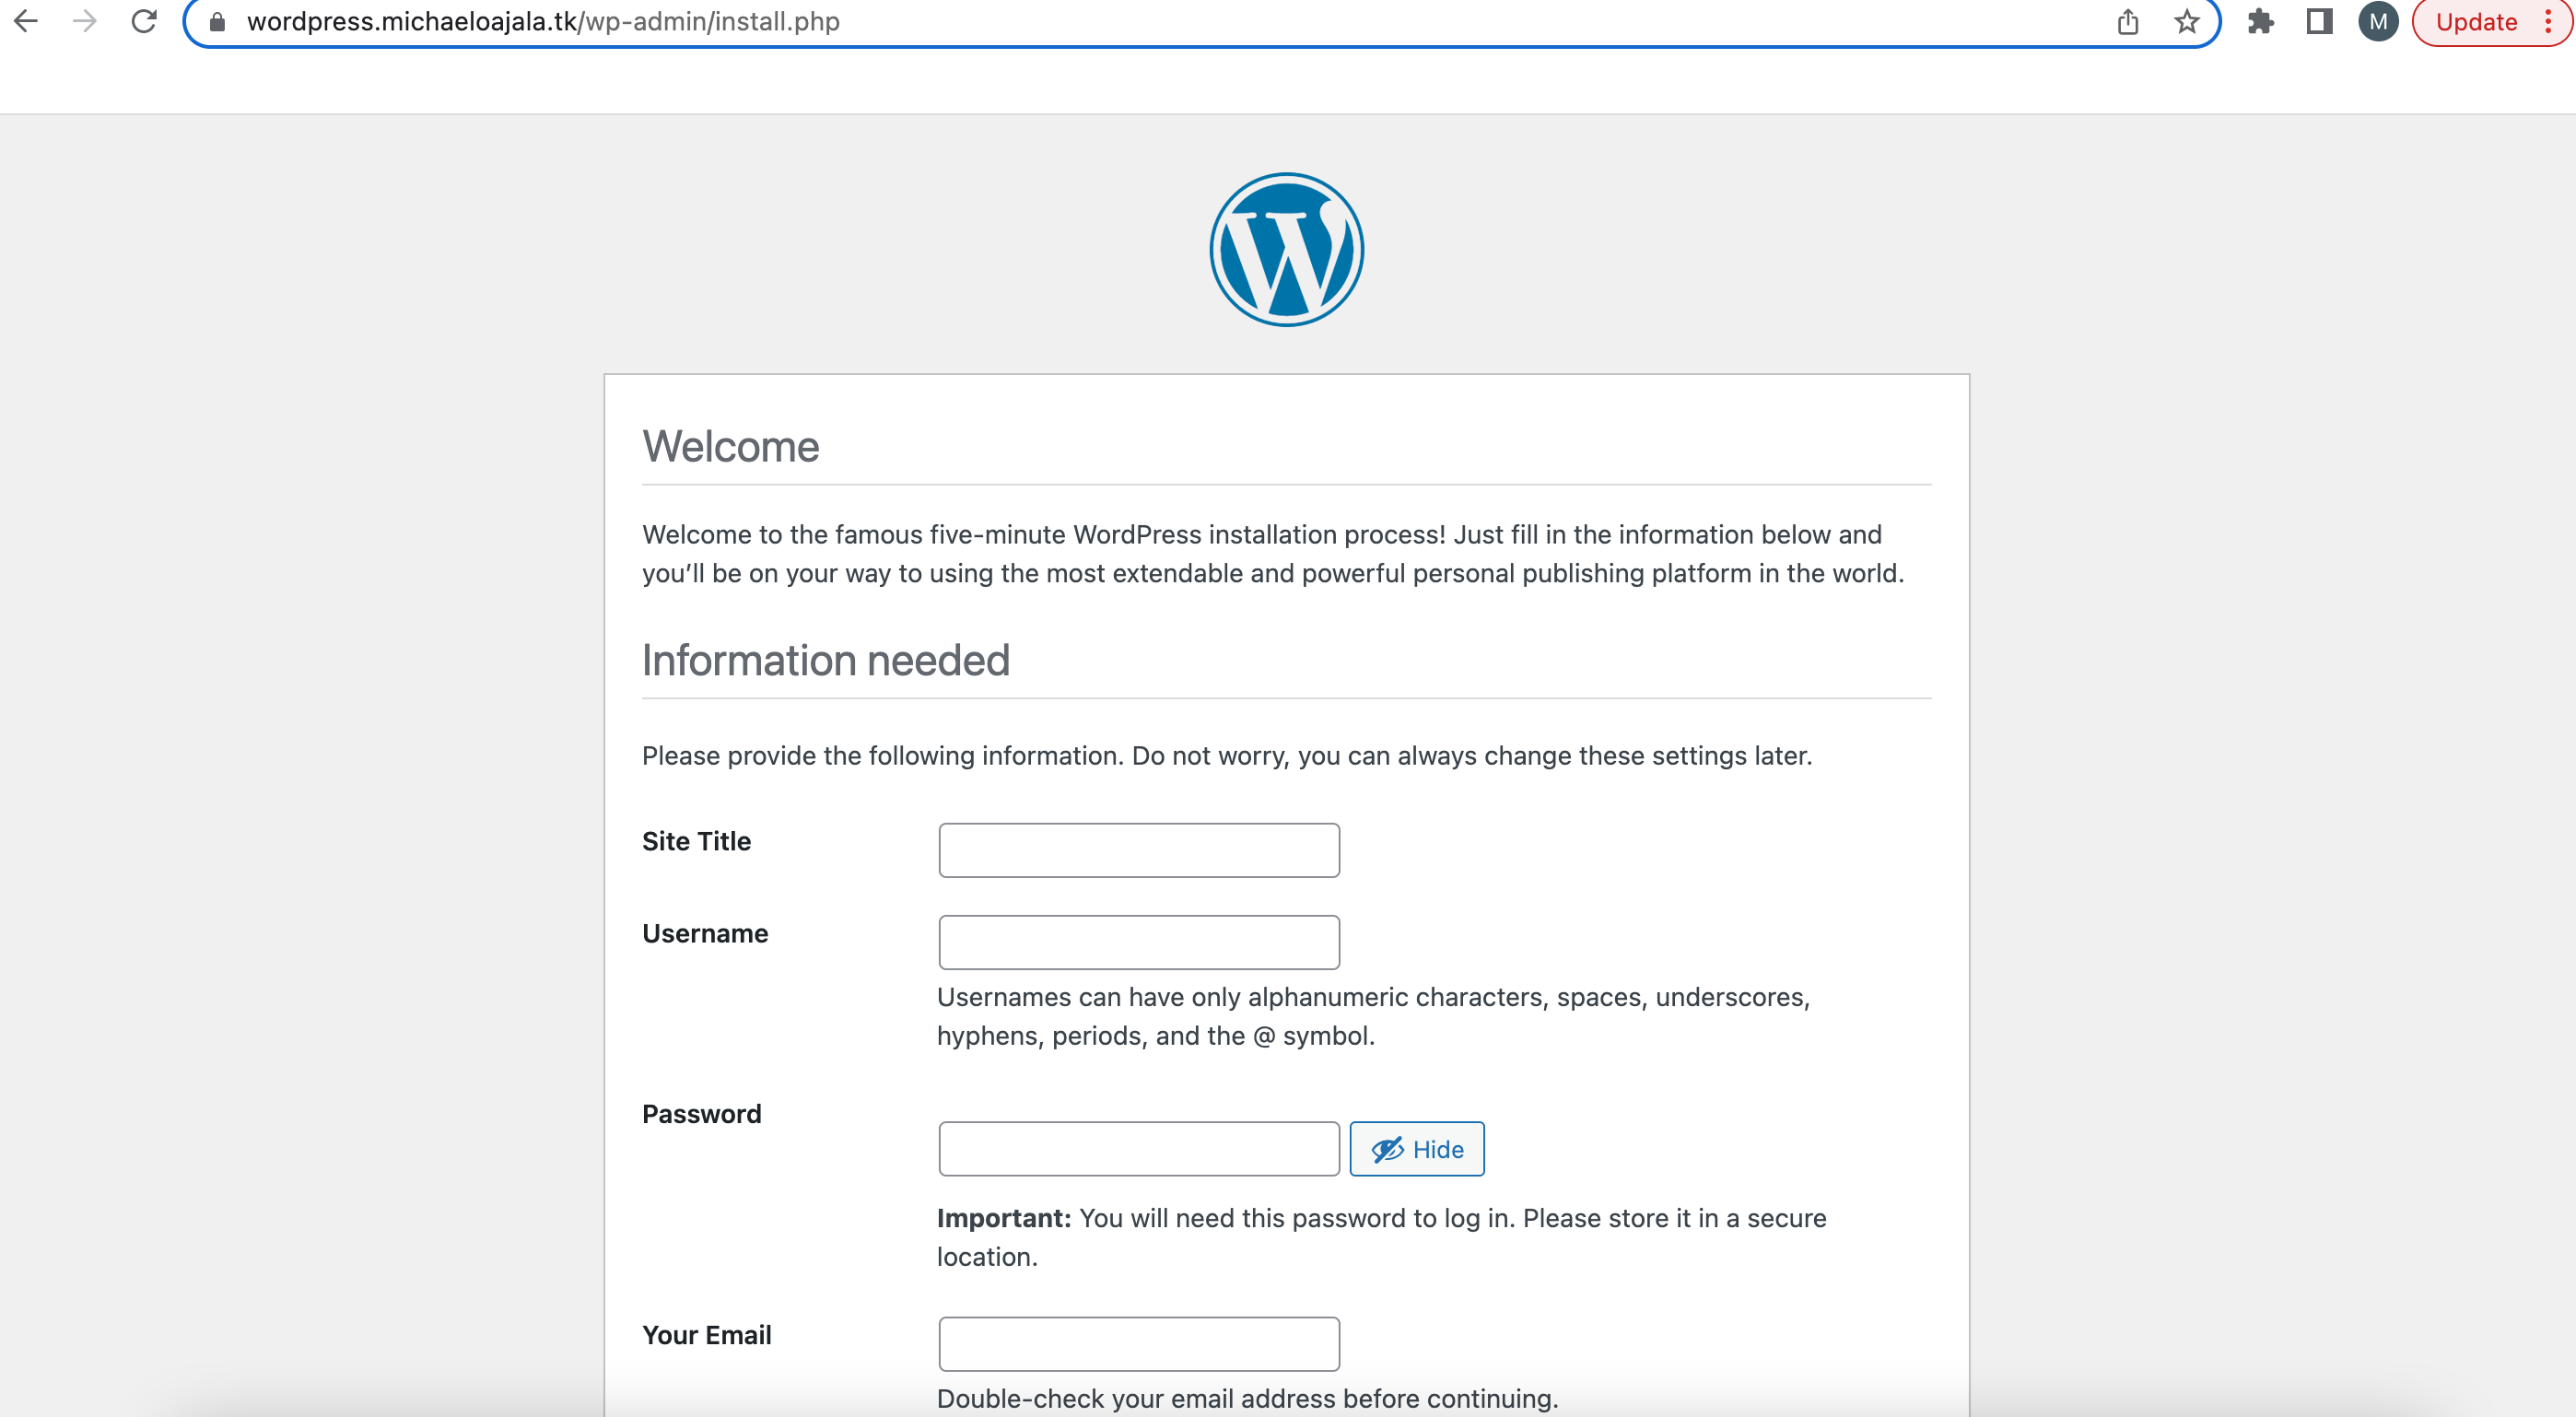 wordpress.michaeloajala.tk/wp-admin/install.php
M
Update
W
Welcome
Welcome to the famous five-minute WordPress installation process! Just fill in the information below and
you’ll be on your way to using the most extendable and powerful personal publishing platform in the world.
Information needed
Please provide the following information. Do not worry, you can always change these settings later.
Site Title
Username
Usernames can have only alphanumeric characters, spaces, underscores,
hyphens, periods, and the @ symbol.
Password
Hide
Important: You will need this password to log in. Please store it in a secure
location.
Your Email
Double-check your email address before continuing.